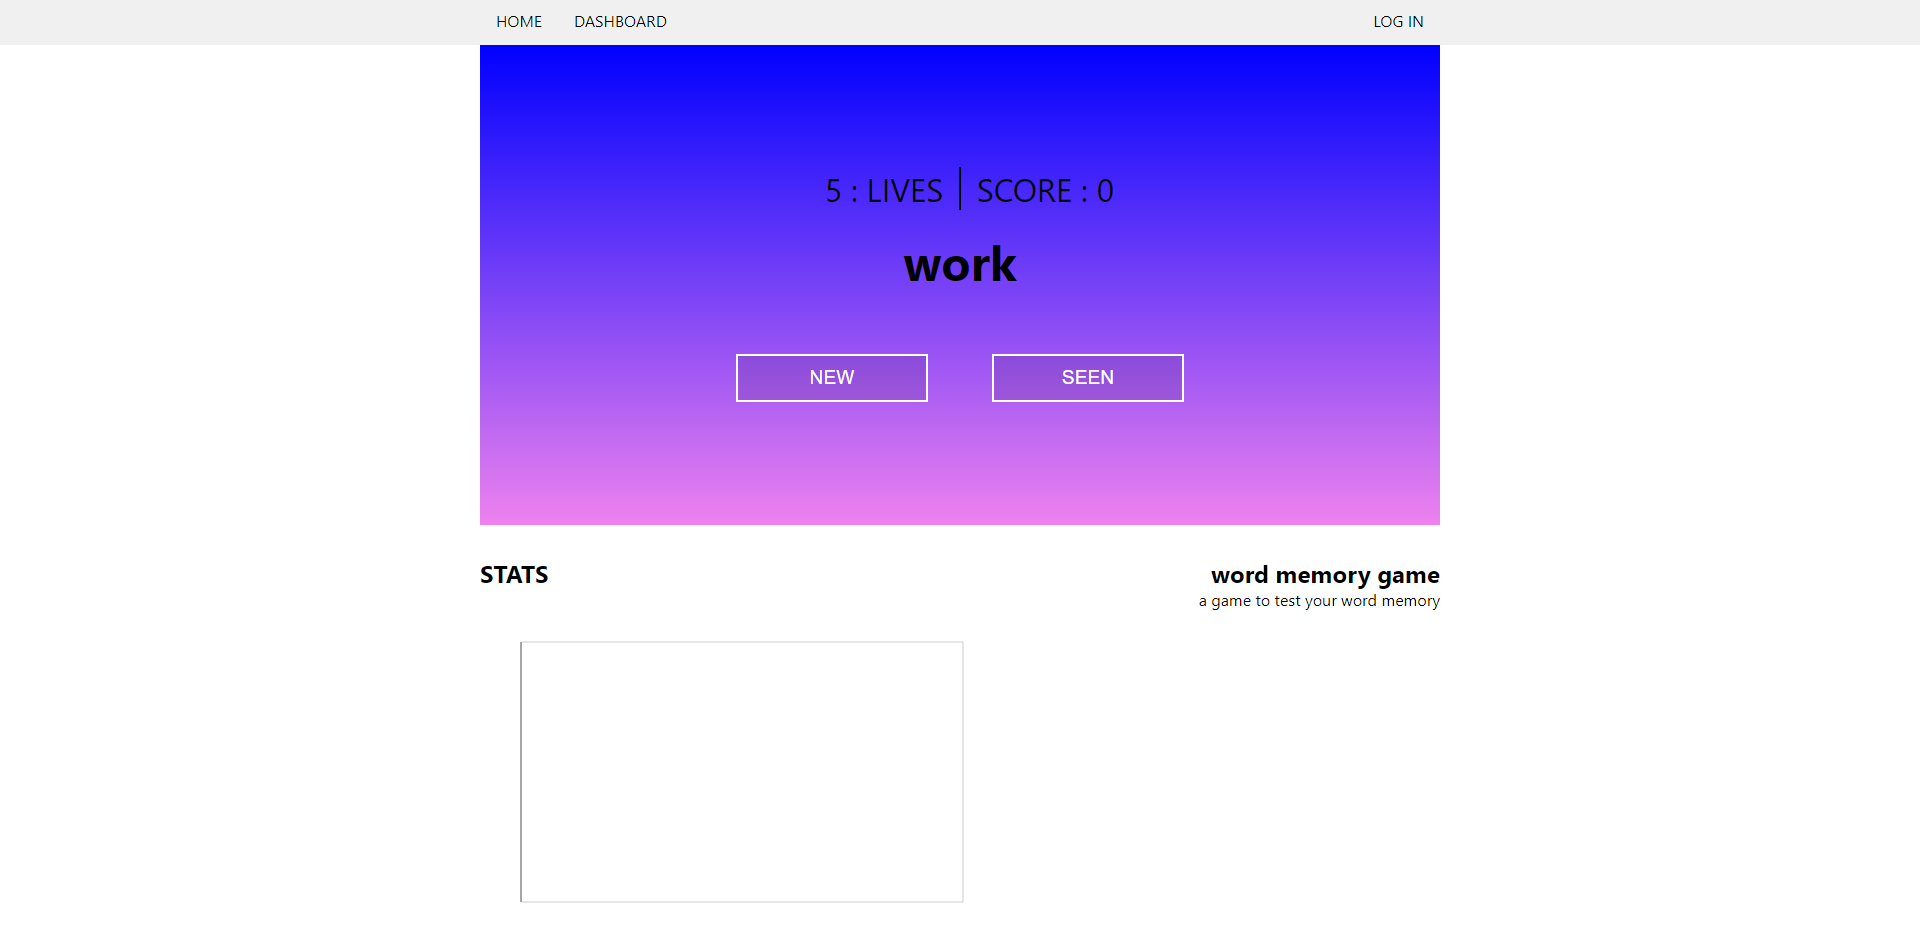 HOME DASHBOARD LOG IN
5 : LIVES SCORE : 0
work
NEW SEEN
STATS word memory game
a game to test your word memory